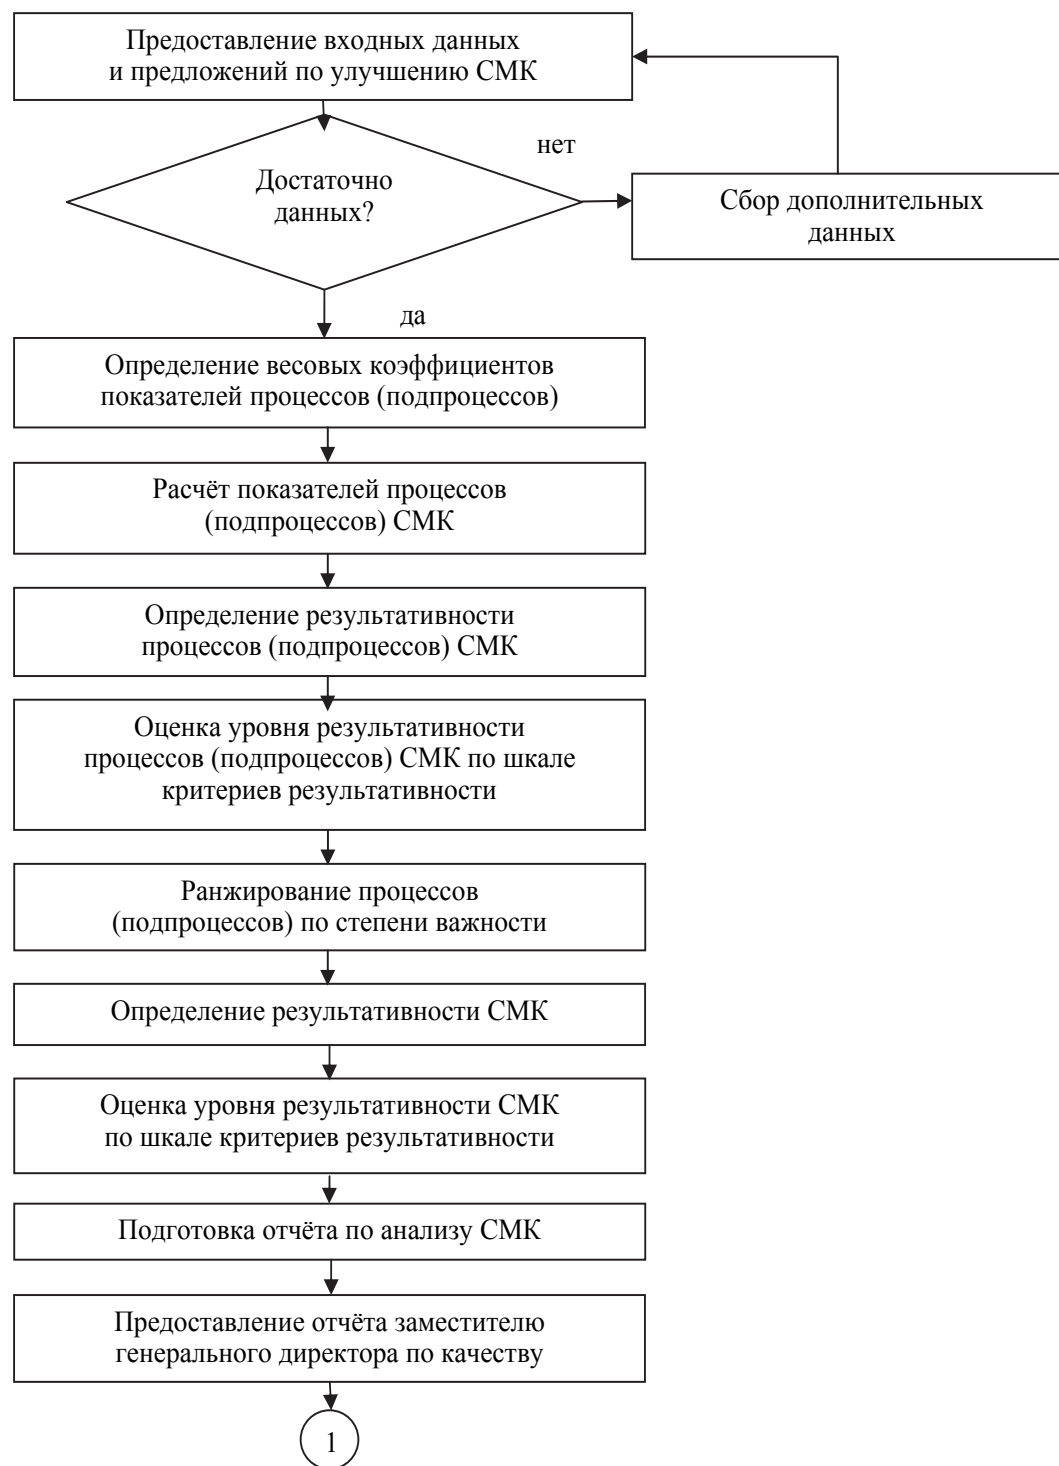 Предоставление входных данных
и предложений по улучшению СМК
нет
Достаточно
данных?
Сбор дополнительных
данных
да
Определение весовых коэффициентов
показателей процессов (подпроцессов)
Расчёт показателей процессов
(подпроцессов) СМК
Определение результативности
процессов (подпроцессов) СМК
Оценка уровня результативности
процессов (подпроцессов) СМК по шкале
критериев результативности
Ранжирование процессов
(подпроцессов) по степени важности
Определение результативности СМК
Оценка уровня результативности СМК
по шкале критериев результативности
Подготовка отчёта по анализу СМК
Предоставление отчёта заместителю
генерального директора по качеству
1